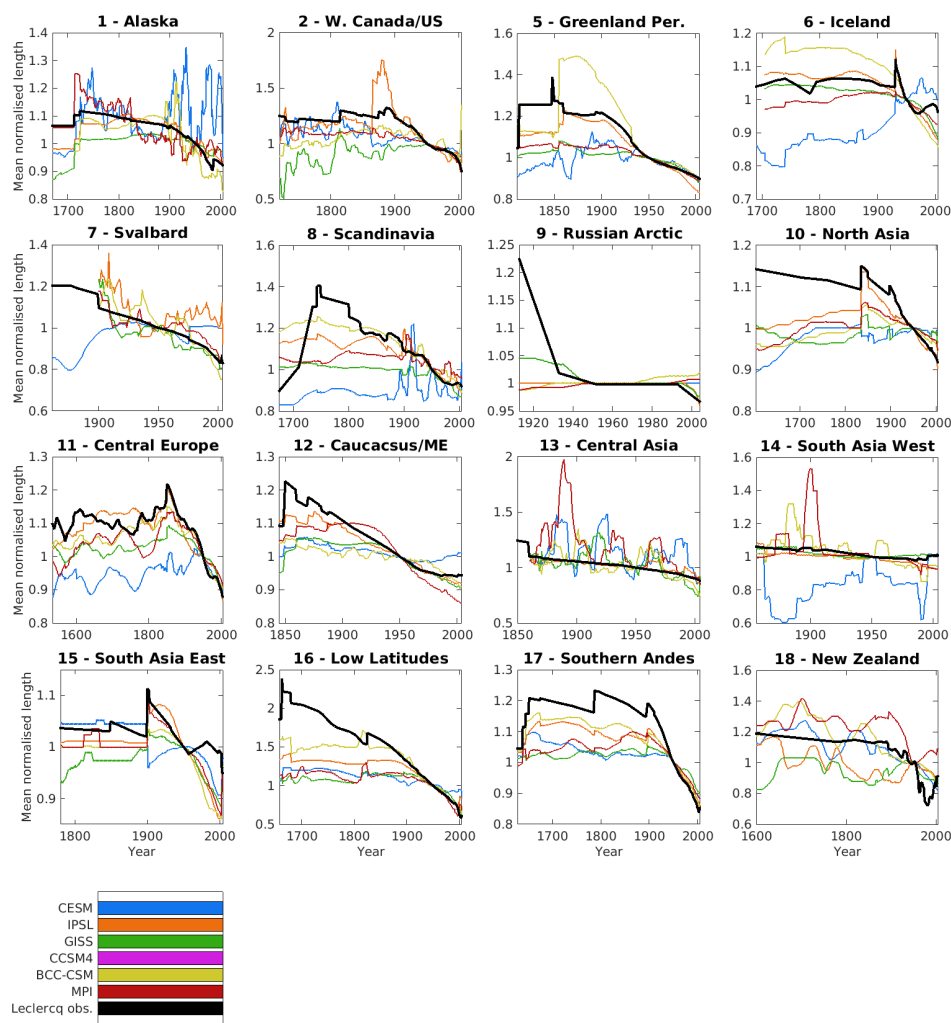 1 - Alaska
2 - W. Canada/US
5 - Greenland Per.
6 - Iceland
Mean normalised length
1.4
1.3
1.2
1.1
1
0.9
0.8
1700 1800 1900 2000
2
1.5
1
0.5
1800 1900 2000
1.6
1.4
1.2
1
0.8
1850 1900 1950 2000
1.2
1.1
1
0.9
0.8
0.7
1700 1800 1900 2000
7 - Svalbard
8 - Scandinavia
9 - Russian Arctic
10 - North Asia
Mean normalised length
1.4
1.2
1
0.8
0.6
1900 1950 2000
1.6
1.4
1.2
1
0.8
1700 1800 1900 2000
1.25
1.2
1.15
1.1
1.05
1
0.95
1920 1940 1960 1980 2000
1.2
1.1
1
0.9
0.8
1700 1800 1900 2000
11 - Central Europe
12 - Caucacsus/ME
13 - Central Asia
14 - South Asia West
Mean normalised length
1.3
1.2
1.1
1
0.9
0.8
1600 1800 2000
1.3
1.2
1.1
1
0.9
0.8
1850 1900 1950 2000
2
1.5
1
0.5
1850 1900 1950 2000
1.6
1.4
1.2
1
0.8
0.6
1900 1950 2000
15 - South Asia East
16 - Low Latitudes
17 - Southern Andes
18 - New Zealand
Mean normalised length
1.1
1
0.9
1800 1900 2000
Year
2.5
2
1.5
1
0.5
1700 1800 1900 2000
Year
1.3
1.2
1.1
1
0.9
0.8
1700 1800 1900 2000
Year
1.6
1.4
1.2
1
0.8
0.6
1600 1800 2000
Year
CESM
IPSL
GISS
CCSM4
BCC-CSM
MPI
Leclercq obs.